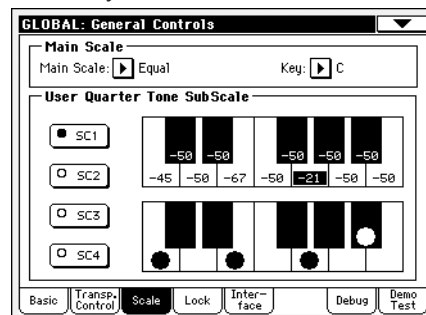 GLOBAL: General Controls
Main Scale
Main Scale: Equal Key: C
User Quarter Tone SubScale
SC1
-50 -50 -50 -50 -50
-45 -50 -67 -50 -21 -50 -50
SC2
SC3
SC4
Basic Transp. Control Scale Lock Inter-face Debug Demo Test